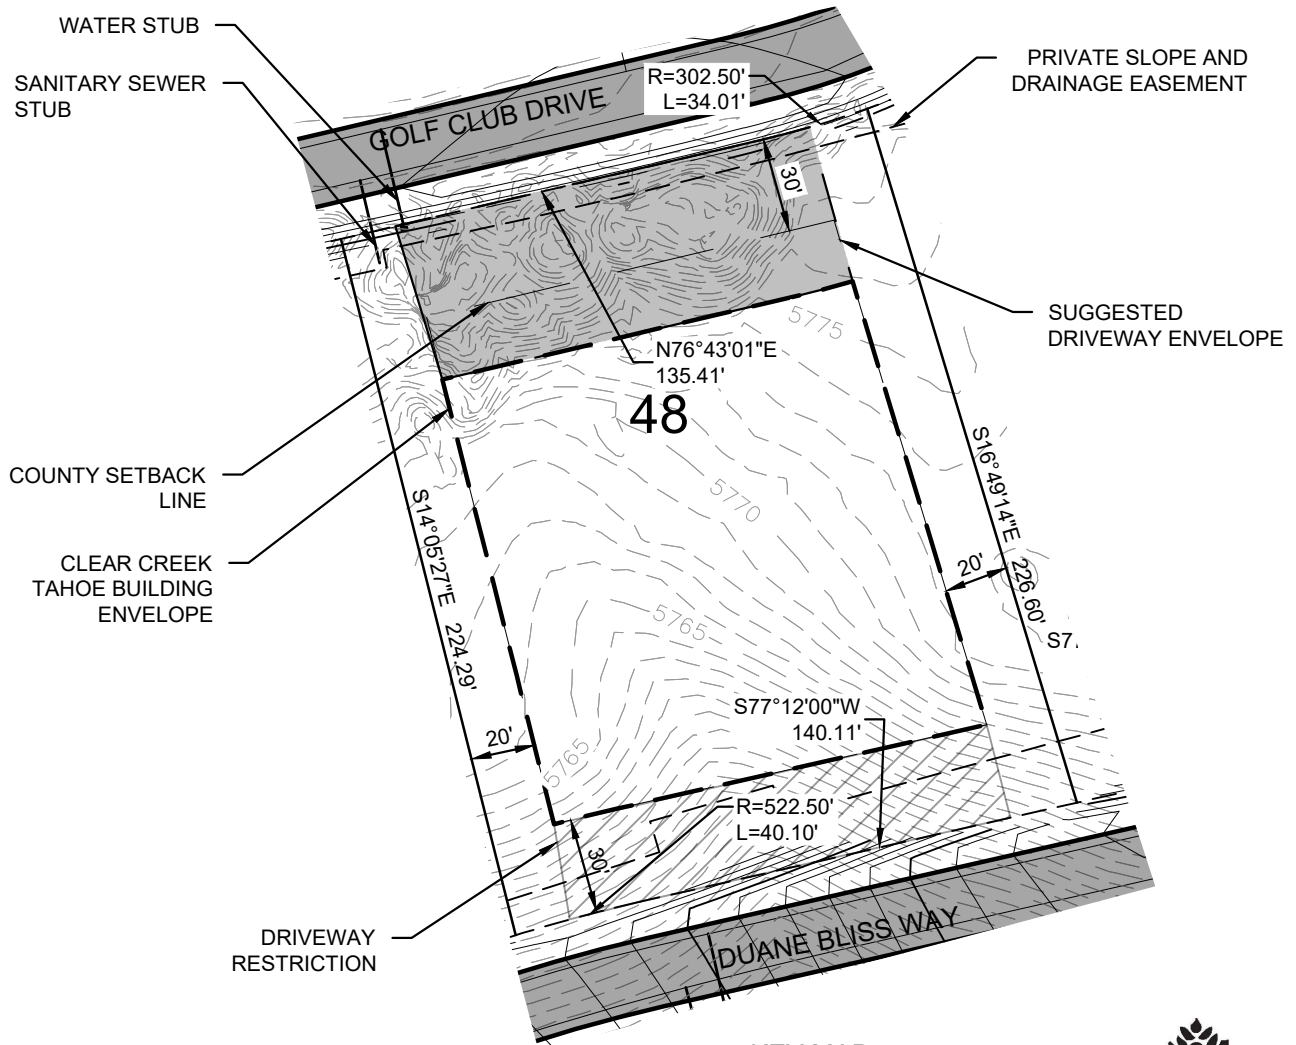 WATER STUB
SANITARY SEWER
STUB
GOLF CLUB DRIVE
R=302.50'
L=34.01'
PRIVATE SLOPE AND
DRAINAGE EASEMENT
30'
5775
SUGGESTED
DRIVEWAY ENVELOPE
N76°43'01"E
135.41'
48
COUNTY SETBACK
LINE
CLEAR CREEK
TAHOE BUILDING
ENVELOPE
S14°05'27"E 224.29'
5770
S16°49'14"E 226.60'
20'
5765
S7
S77°12'00"W
140.11'
20'
5765
R=522.50'
L=40.10'
30'
DRIVEWAY
RESTRICTION
DUANE BLISS WAY